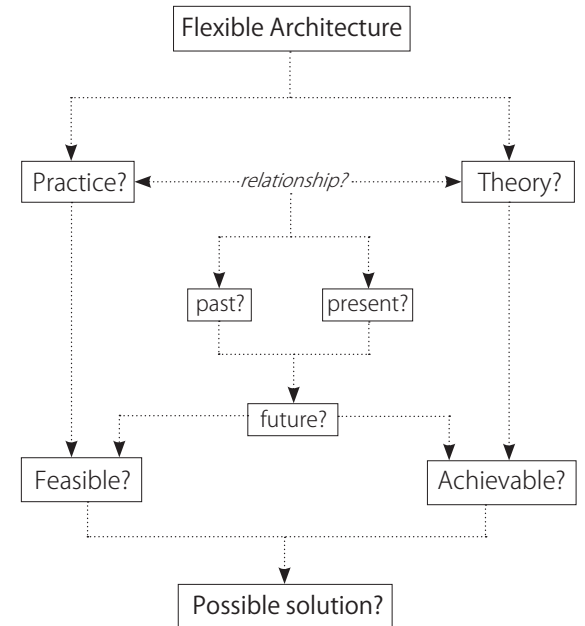 Flexible Architecture
Practice?
relationship?
Theory?
past?
present?
future?
Feasible?
Achievable?
Possible solution?